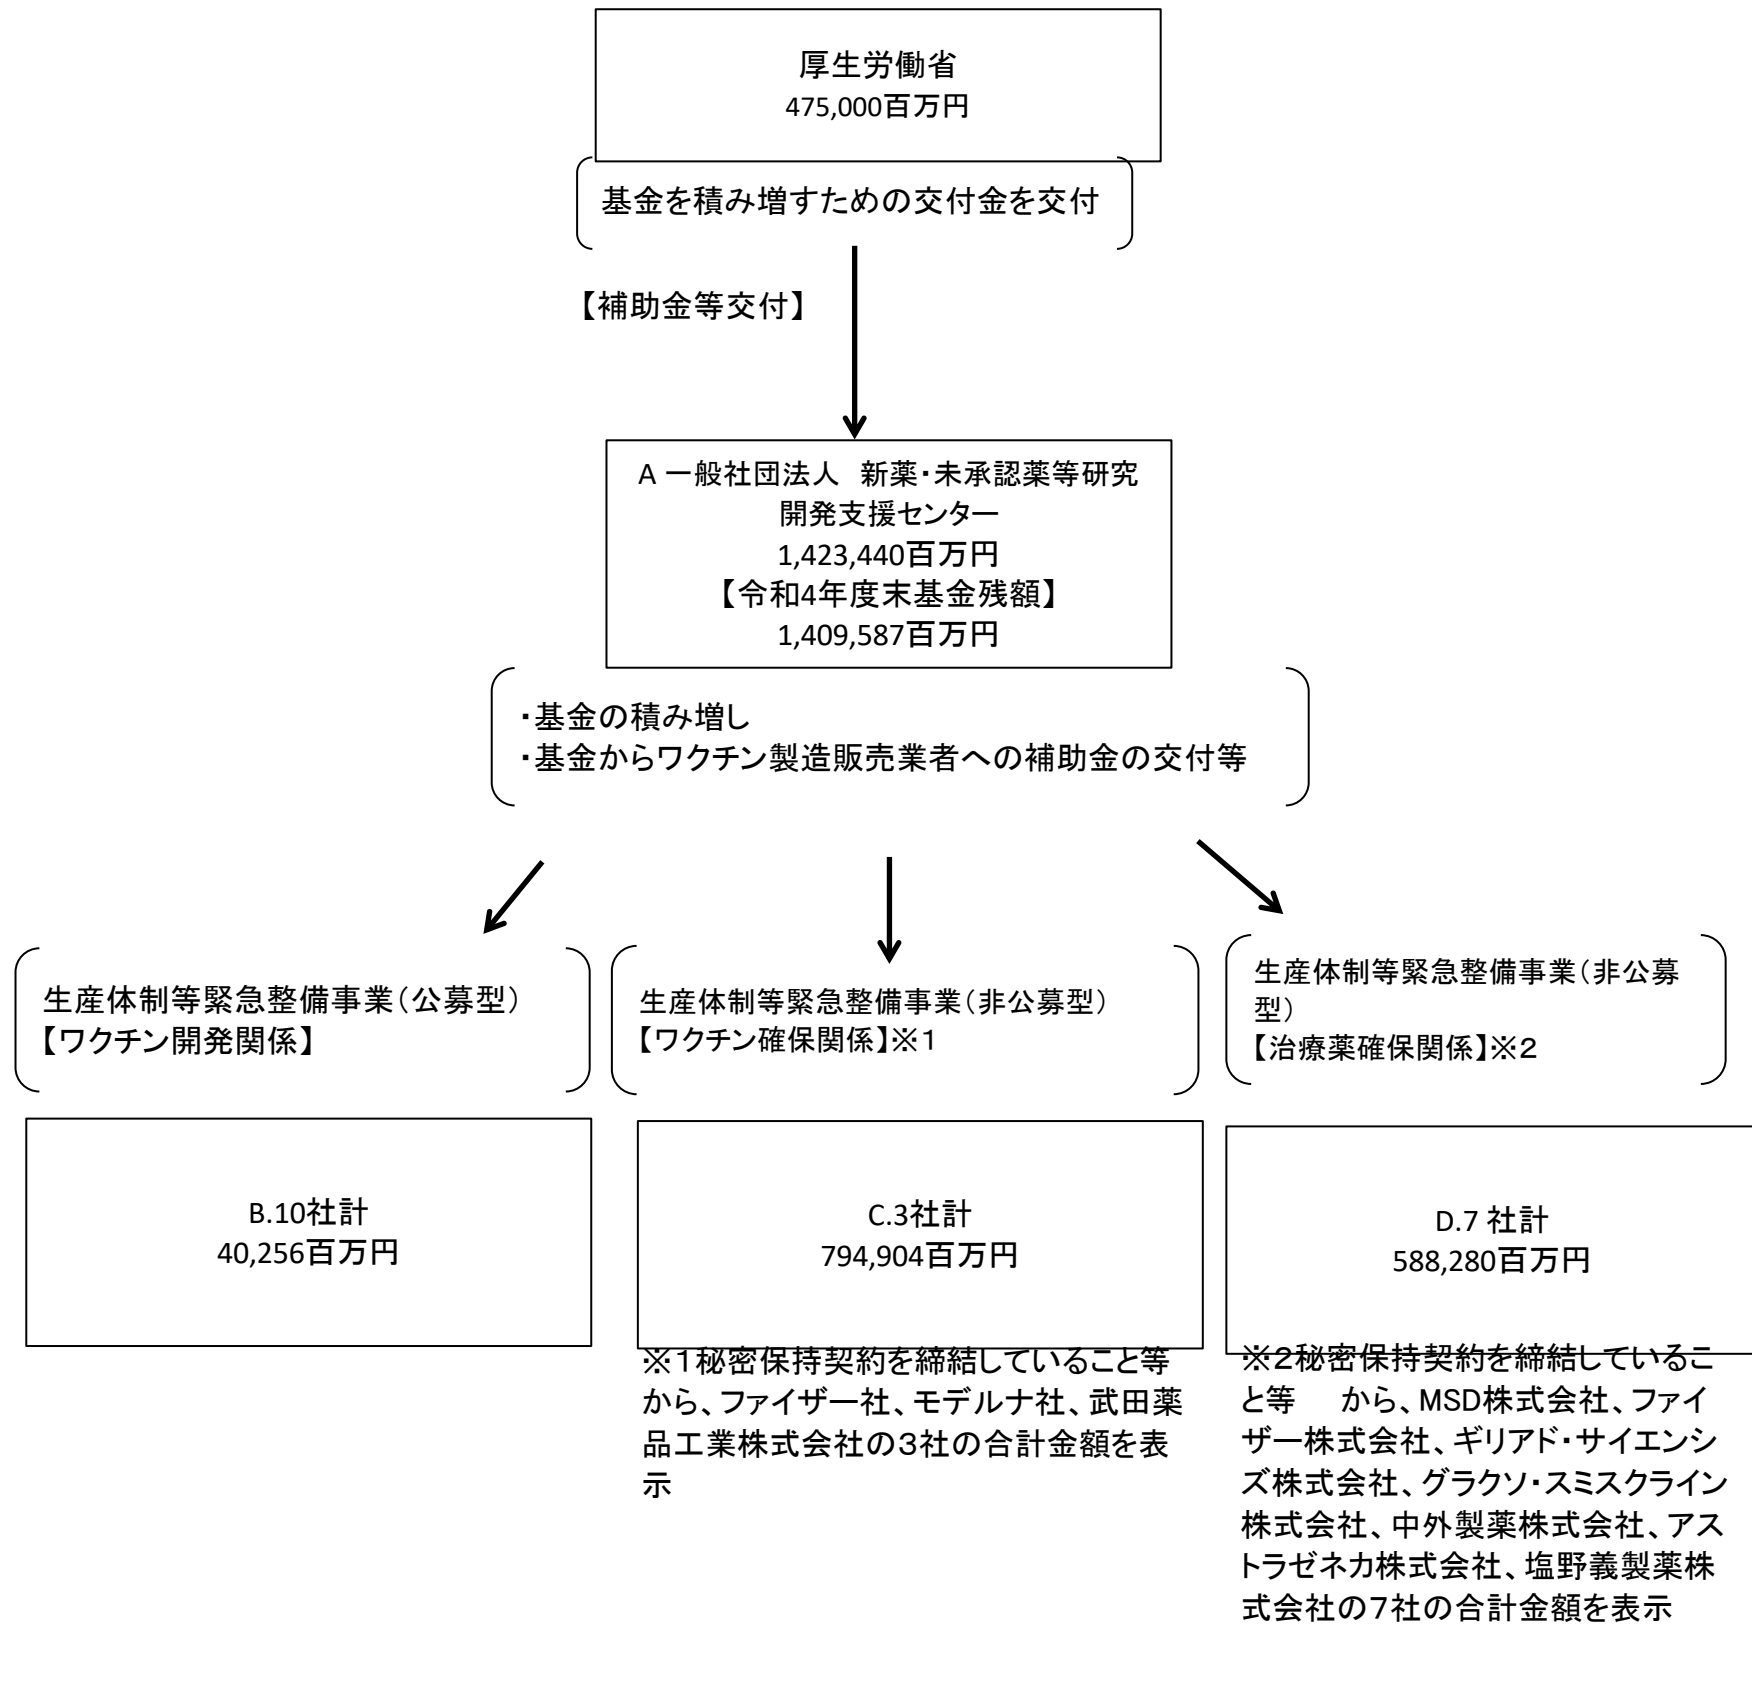 厚生労働省
475,000百万円
基金を積み増すための交付金を交付
【補助金等交付】
A 一般社団法人　新薬・未承認薬等研究
開発支援センター
1,423,440百万円
【令和4年度末基金残額】
1,409,587百万円
・基金の積み増し
・基金からワクチン製造販売業者への補助金の交付等
生産体制等緊急整備事業（公募型）
【ワクチン開発関係】
生産体制等緊急整備事業（非公募型）
【ワクチン確保関係】※１
生産体制等緊急整備事業（非公募
型）
【治療薬確保関係】※２
B.10社計
40,256百万円
C.3社計
794,904百万円
D.7 社計
588,280百万円
※１秘密保持契約を締結していること等
から、ファイザー社、モデルナ社、武田薬
品工業株式会社の３社の合計金額を表
示
※２秘密保持契約を締結しているこ
と等　から、MSD株式会社、ファイ
ザー株式会社、ギリアド・サイエンシ
ズ株式会社、グラクソ・スミスクライン
株式会社、中外製薬株式会社、アス
トラゼネカ株式会社、塩野義製薬株
式会社の７社の合計金額を表示